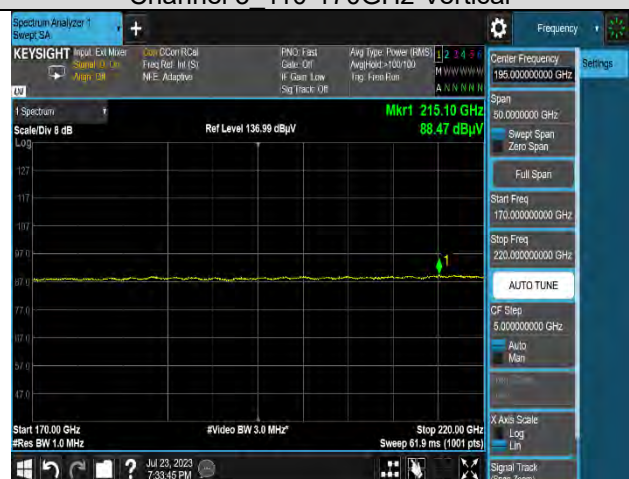 Spectrum Analyzer 1
Swept SA
+
Frequency
KEYSIGHT
Input: Ext Mixer
Signal ID: On
Align: Off
Corr CCorr RCal
Freq Ref: Int (S)
NFE: Adaptive
PNO: Fast
Gate: Off
IF Gain: Low
Sig Track: Off
Avg Type: Power (RMS)
Avg|Hold:>100/100
Trig: Free Run
1 2 3 4 5 6
M W W W W W
A N N N N N
Settings
LXI
1 Spectrum
Scale/Div 8 dB
Log
Ref Level 136.99 dBµV
Mkr1 215.10 GHz
88.47 dBµV
127
117
107
97.0
87.0
77.0
67.0
57.0
47.0
1
Start 170.00 GHz
#Res BW 1.0 MHz
#Video BW 3.0 MHz*
Stop 220.00 GHz
Sweep 61.9 ms (1001 pts)
Center Frequency
195.000000000 GHz
Span
50.0000000 GHz
Swept Span
Zero Span
Full Span
Start Freq
170.000000000 GHz
Stop Freq
220.000000000 GHz
AUTO TUNE
CF Step
5.000000000 GHz
Auto
Man
X Axis Scale
Log
Lin
Signal Track
?
Jul 23, 2023
7:33:45 PM